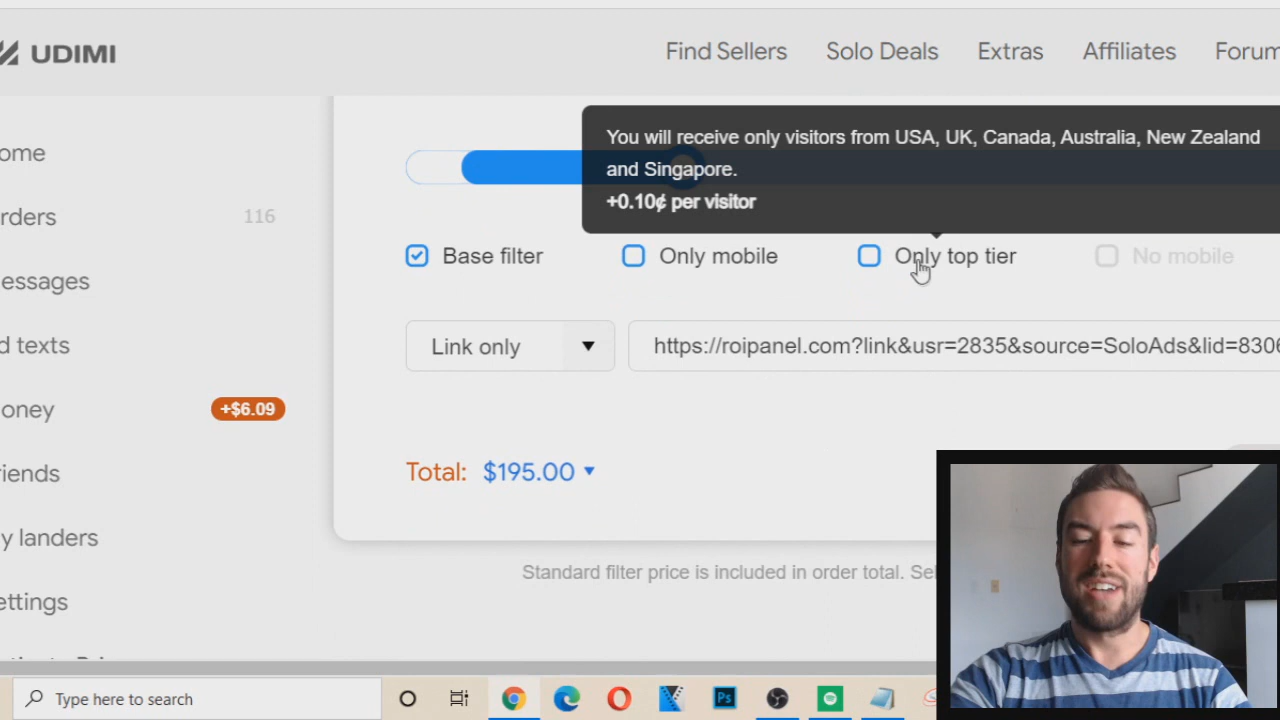 UDIMI
Find Sellers
Solo Deals
Extras
Affiliates
Forum
You will receive only visitors from USA, UK, Canada, Australia, New Zealand
and Singapore.
+0.10¢ per visitor
ome
rders
116
essages
d texts
oney
+$6.09
riends
y landers
ettings
Base filter
Only mobile
Only top tier
No mobile
Link only
https://roipanel.com?link&usr=2835&source=SoloAds&lid=8306
Total: $195.00
Standard filter price is included in order total. Sel
Type here to search
Ps